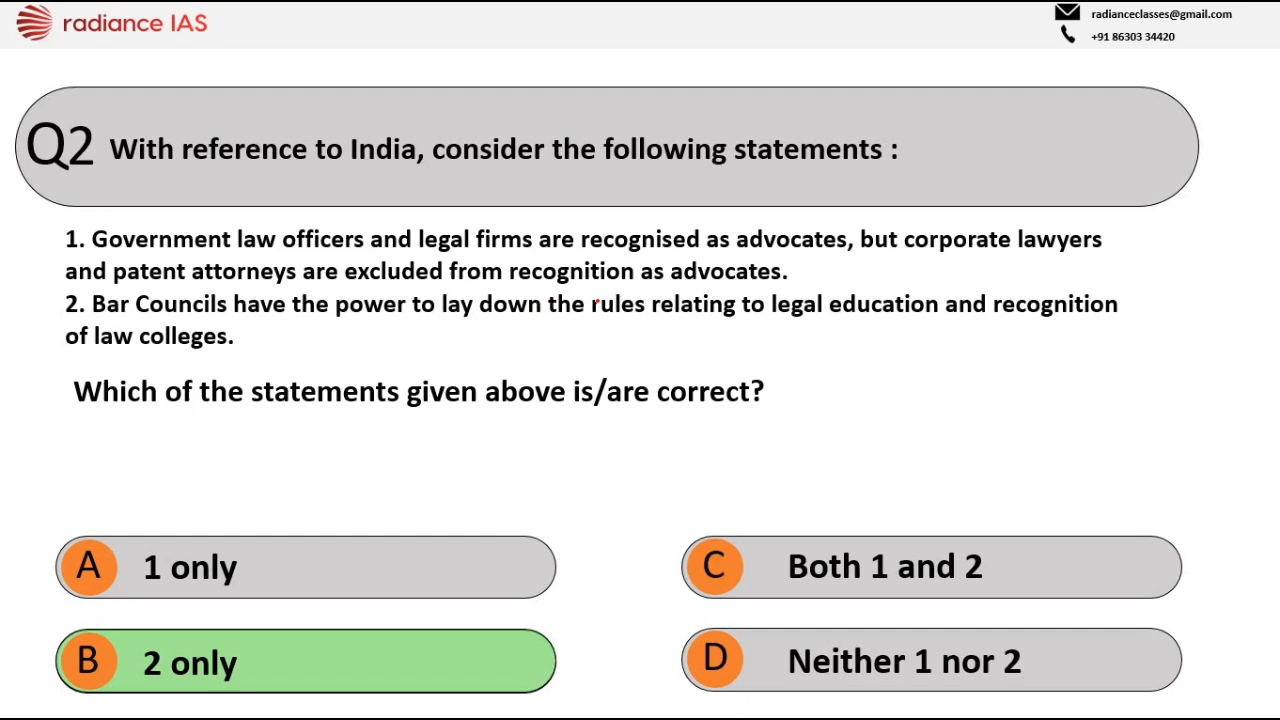 radiance IAS
radianceclasses@gmail.com
+91 86303 34420
Q2 With reference to India, consider the following statements :
1. Government law officers and legal firms are recognised as advocates, but corporate lawyers
and patent attorneys are excluded from recognition as advocates.
2. Bar Councils have the power to lay down the rules relating to legal education and recognition
of law colleges.
Which of the statements given above is/are correct?
A 1 only
C Both 1 and 2
B 2 only
D Neither 1 nor 2